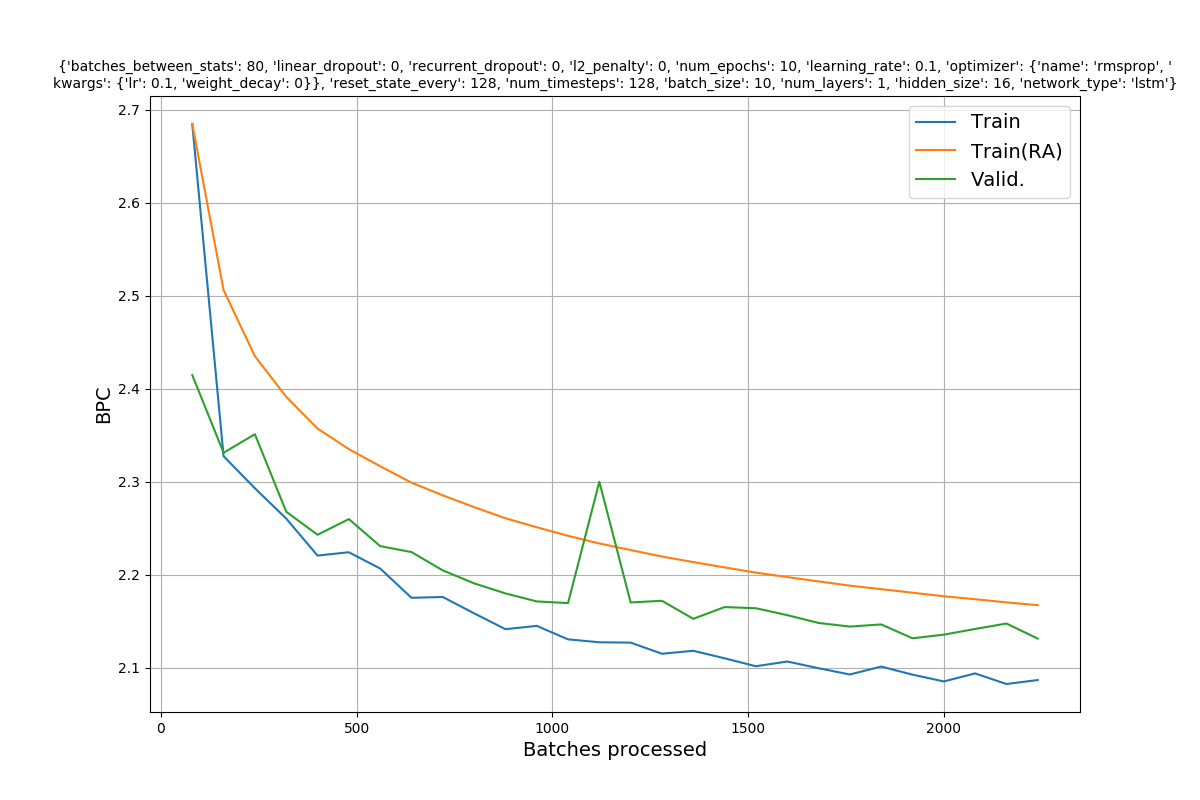 {'batches_between_stats': 80, 'linear_dropout': 0, 'recurrent_dropout': 0, 'l2_penalty': 0, 'num_epochs': 10, 'learning_rate': 0.1, 'optimizer': {'name': 'rmsprop', '
kwargs': {'lr': 0.1, 'weight_decay': 0}}, 'reset_state_every': 128, 'num_timesteps': 128, 'batch_size': 10, 'num_layers': 1, 'hidden_size': 16, 'network_type': 'lstm'}
2.7
2.6
2.5
2.4
2.3
2.2
2.1
BPC
Train
Train(RA)
Valid.
0
500
1000
1500
2000
Batches processed